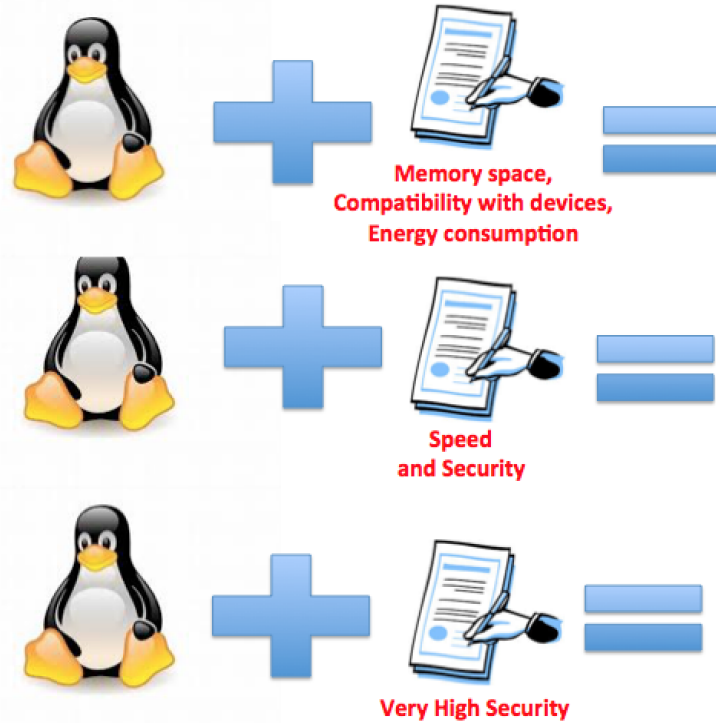 Memory space,
Compatibility with devices,
Energy consumption
Speed
and Security
Very High Security